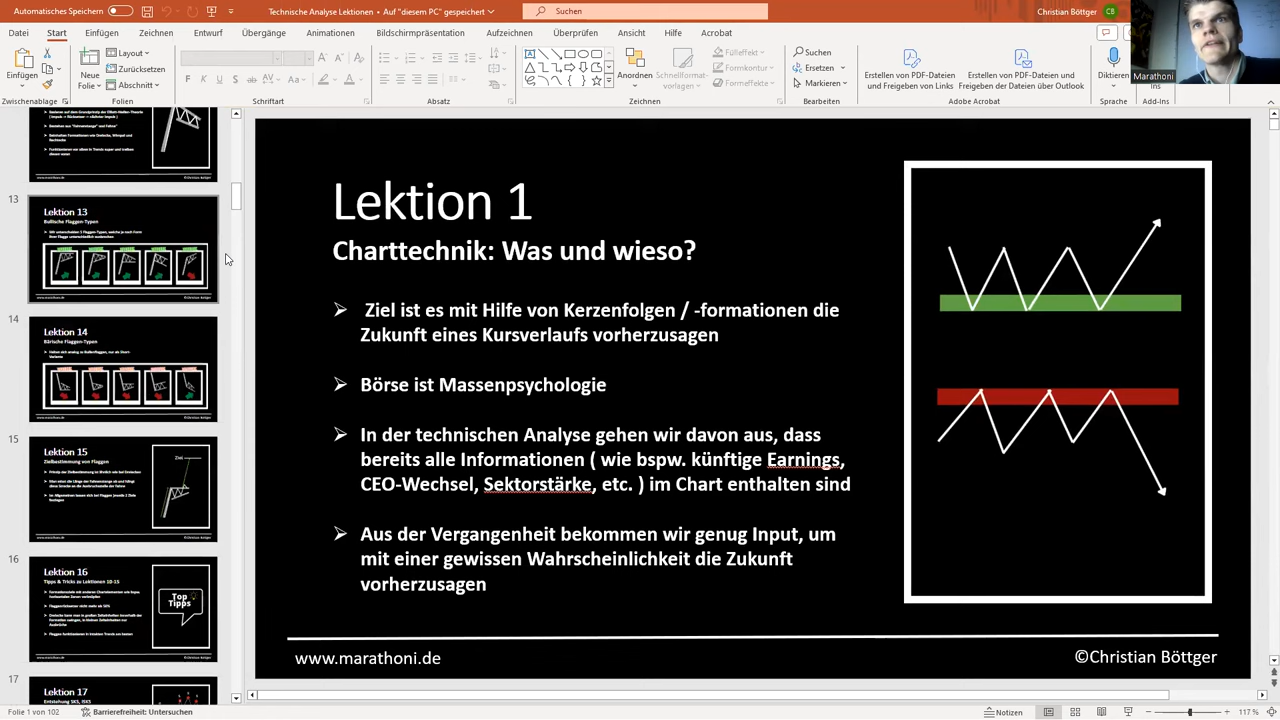 Automatisches Speichern
Technische Analyse Lektionen • Auf "diesem PC" gespeichert
Suchen
Christian Böttger
CB
Datei Start Einfügen Zeichnen Entwurf Übergänge Animationen Bildschirmpräsentation Aufzeichnen Überprüfen Ansicht Hilfe Acrobat
Marathoni
Einfügen
Neue Folien
Layout
Zurücksetzen
Abschnitt
F K U S ab AV Aa A
Anordnen
Schnellformat-vorlagen
Fülleffekt
Formkontur
Formeffekte
Suchen
Ersetzen
Markieren
Erstellen von PDF-Dateien und Freigeben von Links
Erstellen von PDF-Dateien und Freigeben der Dateien über Outlook
Diktieren
Ins
Zwischenablage Folien Schriftart Absatz Zeichnen Bearbeiten Adobe Acrobat Sprache Add-Ins
13
Lektion 13
Bullische Flaggen-Typen
14
Lektion 14
Bärische Flaggen-Typen
15
Lektion 15
Zielbestimmung von Flaggen
Ziel
16
Lektion 16
Tipps & Tricks zu Lektionen 10-15
Top Tipps
17
Lektion 17
Entstehung SKS, iSKS
Lektion 1
Charttechnik: Was und wieso?
➢ Ziel ist es mit Hilfe von Kerzenfolgen / -formationen die
Zukunft eines Kursverlaufs vorherzusagen
➢ Börse ist Massenpsychologie
➢ In der technischen Analyse gehen wir davon aus, dass
bereits alle Informationen ( wie bspw. künftige Earnings,
CEO-Wechsel, Sektorstärke, etc. ) im Chart enthalten sind
➢ Aus der Vergangenheit bekommen wir genug Input, um
mit einer gewissen Wahrscheinlichkeit die Zukunft
vorherzusagen
www.marathoni.de
©Christian Böttger
Folie 1 von 102
Barrierefreiheit: Untersuchen
Notizen
117 %